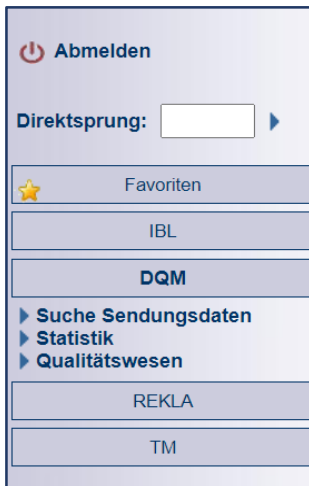 Abmelden
Direktsprung:
Favoriten
IBL
DQM
Suche Sendungsdaten
Statistik
Qualitätswesen
REKLA
TM